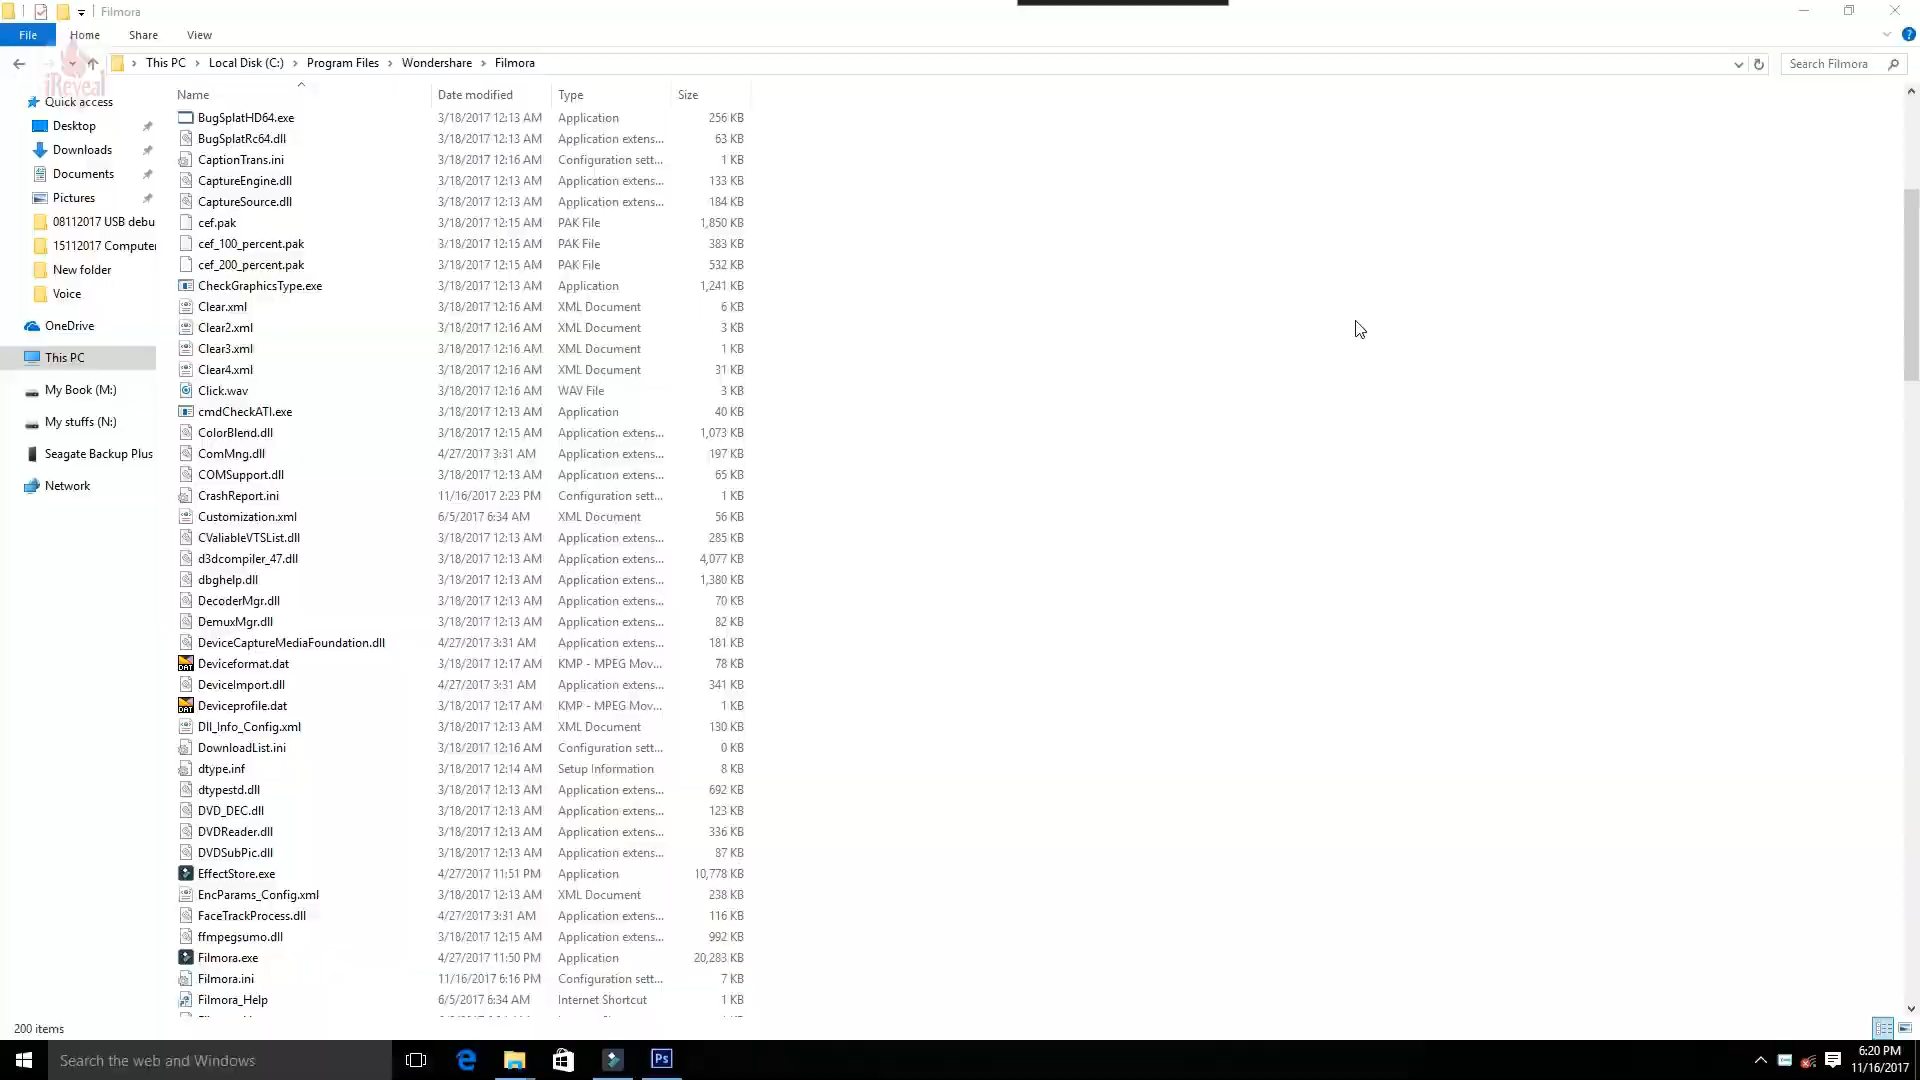 Filmora
File Home Share View
This PC Local Disk (C:) Program Files Wondershare Filmora
Search Filmora
iReveal
Quick access
Desktop
Downloads
Documents
Pictures
08112017 USB debu
15112017 Computer
New folder
Voice
OneDrive
This PC
My Book (M:)
My stuffs (N:)
Seagate Backup Plus
Network
Name Date modified Type Size
BugSplatHD64.exe 3/18/2017 12:13 AM Application 256 KB
BugSplatRc64.dll 3/18/2017 12:13 AM Application extens... 63 KB
CaptionTrans.ini 3/18/2017 12:16 AM Configuration sett... 1 KB
CaptureEngine.dll 3/18/2017 12:13 AM Application extens... 133 KB
CaptureSource.dll 3/18/2017 12:13 AM Application extens... 184 KB
cef.pak 3/18/2017 12:15 AM PAK File 1,850 KB
cef_100_percent.pak 3/18/2017 12:15 AM PAK File 383 KB
cef_200_percent.pak 3/18/2017 12:15 AM PAK File 532 KB
CheckGraphicsType.exe 3/18/2017 12:13 AM Application 1,241 KB
Clear.xml 3/18/2017 12:16 AM XML Document 6 KB
Clear2.xml 3/18/2017 12:16 AM XML Document 3 KB
Clear3.xml 3/18/2017 12:16 AM XML Document 1 KB
Clear4.xml 3/18/2017 12:16 AM XML Document 31 KB
Click.wav 3/18/2017 12:16 AM WAV File 3 KB
cmdCheckATI.exe 3/18/2017 12:13 AM Application 40 KB
ColorBlend.dll 3/18/2017 12:15 AM Application extens... 1,073 KB
ComMng.dll 4/27/2017 3:31 AM Application extens... 197 KB
COMSupport.dll 3/18/2017 12:13 AM Application extens... 65 KB
CrashReport.ini 11/16/2017 2:23 PM Configuration sett... 1 KB
Customization.xml 6/5/2017 6:34 AM XML Document 56 KB
CValiableVTSList.dll 3/18/2017 12:13 AM Application extens... 285 KB
d3dcompiler_47.dll 3/18/2017 12:13 AM Application extens... 4,077 KB
dbghelp.dll 3/18/2017 12:13 AM Application extens... 1,380 KB
DecoderMgr.dll 3/18/2017 12:13 AM Application extens... 70 KB
DemuxMgr.dll 3/18/2017 12:13 AM Application extens... 82 KB
DeviceCaptureMediaFoundation.dll 4/27/2017 3:31 AM Application extens... 181 KB
Deviceformat.dat 3/18/2017 12:17 AM KMP - MPEG Mov... 78 KB
DeviceImport.dll 4/27/2017 3:31 AM Application extens... 341 KB
Deviceprofile.dat 3/18/2017 12:17 AM KMP - MPEG Mov... 1 KB
Dll_Info_Config.xml 3/18/2017 12:13 AM XML Document 130 KB
DownloadList.ini 3/18/2017 12:16 AM Configuration sett... 0 KB
dtype.inf 3/18/2017 12:14 AM Setup Information 8 KB
dtypestd.dll 3/18/2017 12:13 AM Application extens... 692 KB
DVD_DEC.dll 3/18/2017 12:13 AM Application extens... 123 KB
DVDReader.dll 3/18/2017 12:13 AM Application extens... 336 KB
DVDSubPic.dll 3/18/2017 12:13 AM Application extens... 87 KB
EffectStore.exe 4/27/2017 11:51 PM Application 10,778 KB
EncParams_Config.xml 3/18/2017 12:13 AM XML Document 238 KB
FaceTrackProcess.dll 4/27/2017 3:31 AM Application extens... 116 KB
ffmpegsumo.dll 3/18/2017 12:15 AM Application extens... 992 KB
Filmora.exe 4/27/2017 11:50 PM Application 20,283 KB
Filmora.ini 11/16/2017 6:16 PM Configuration sett... 7 KB
Filmora_Help 6/5/2017 6:34 AM Internet Shortcut 1 KB
200 items
Search the web and Windows
Ps
6:20 PM
11/16/2017